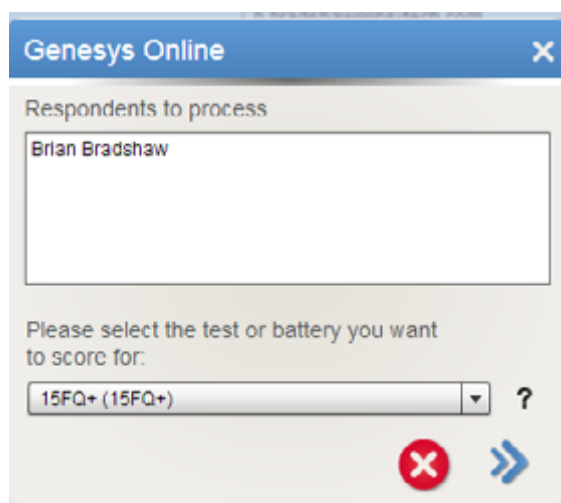 Genesys Online
Respondents to process
Brian Bradshaw
Please select the test or battery you want
to score for:
15FQ+ (15FQ+)
?